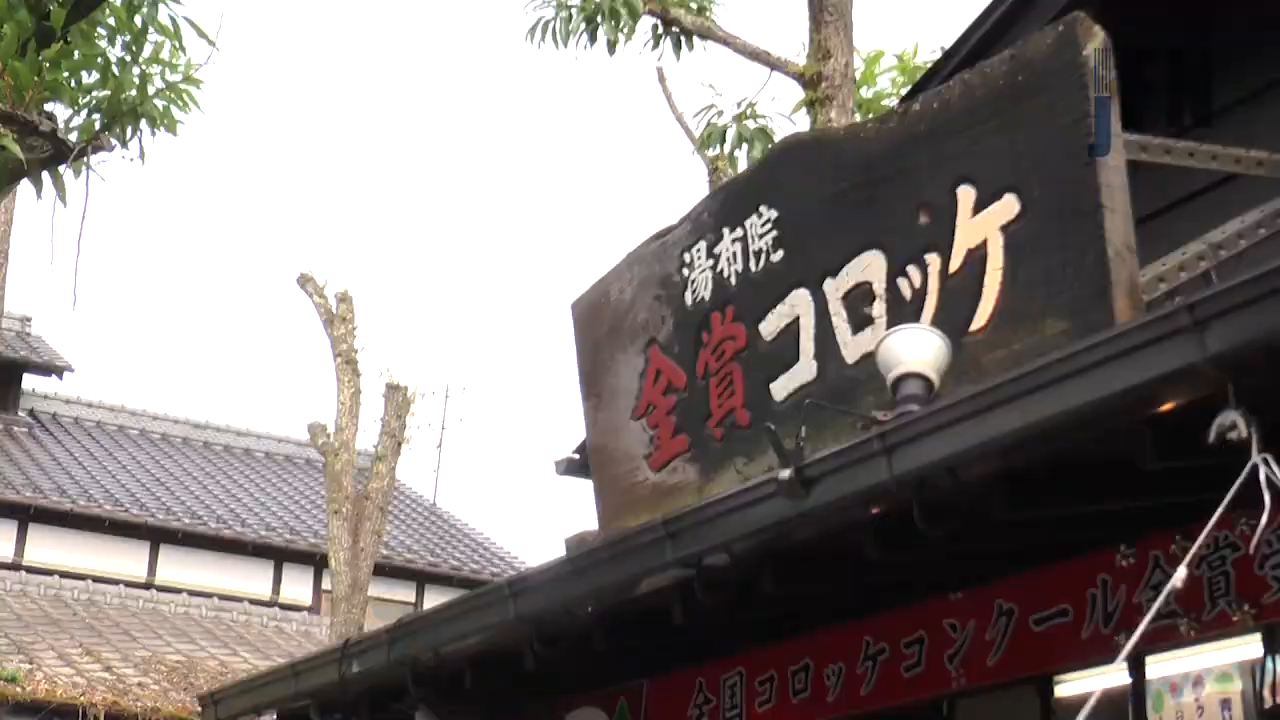 湯布院
金賞コロッケ
全国コロッケコンクール金賞受